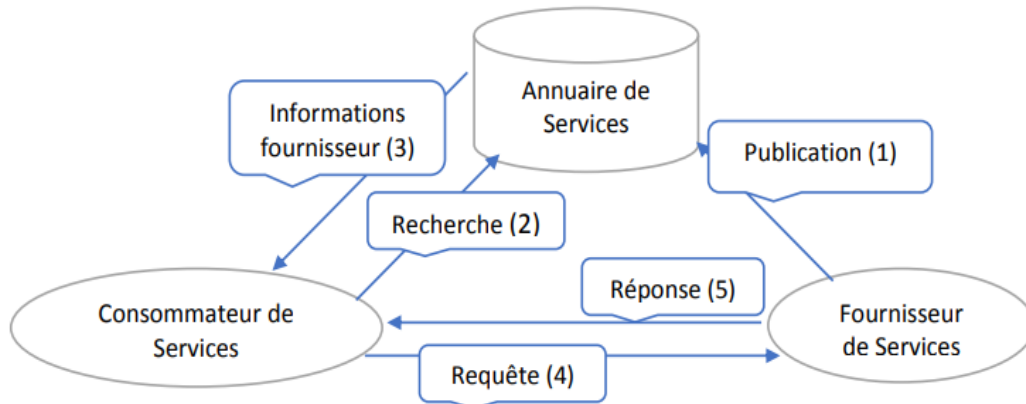 Annuaire de
Services
Informations
fournisseur (3)
Publication (1)
Recherche (2)
Consommateur de
Services
Réponse (5)
Fournisseur
de Services
Requête (4)